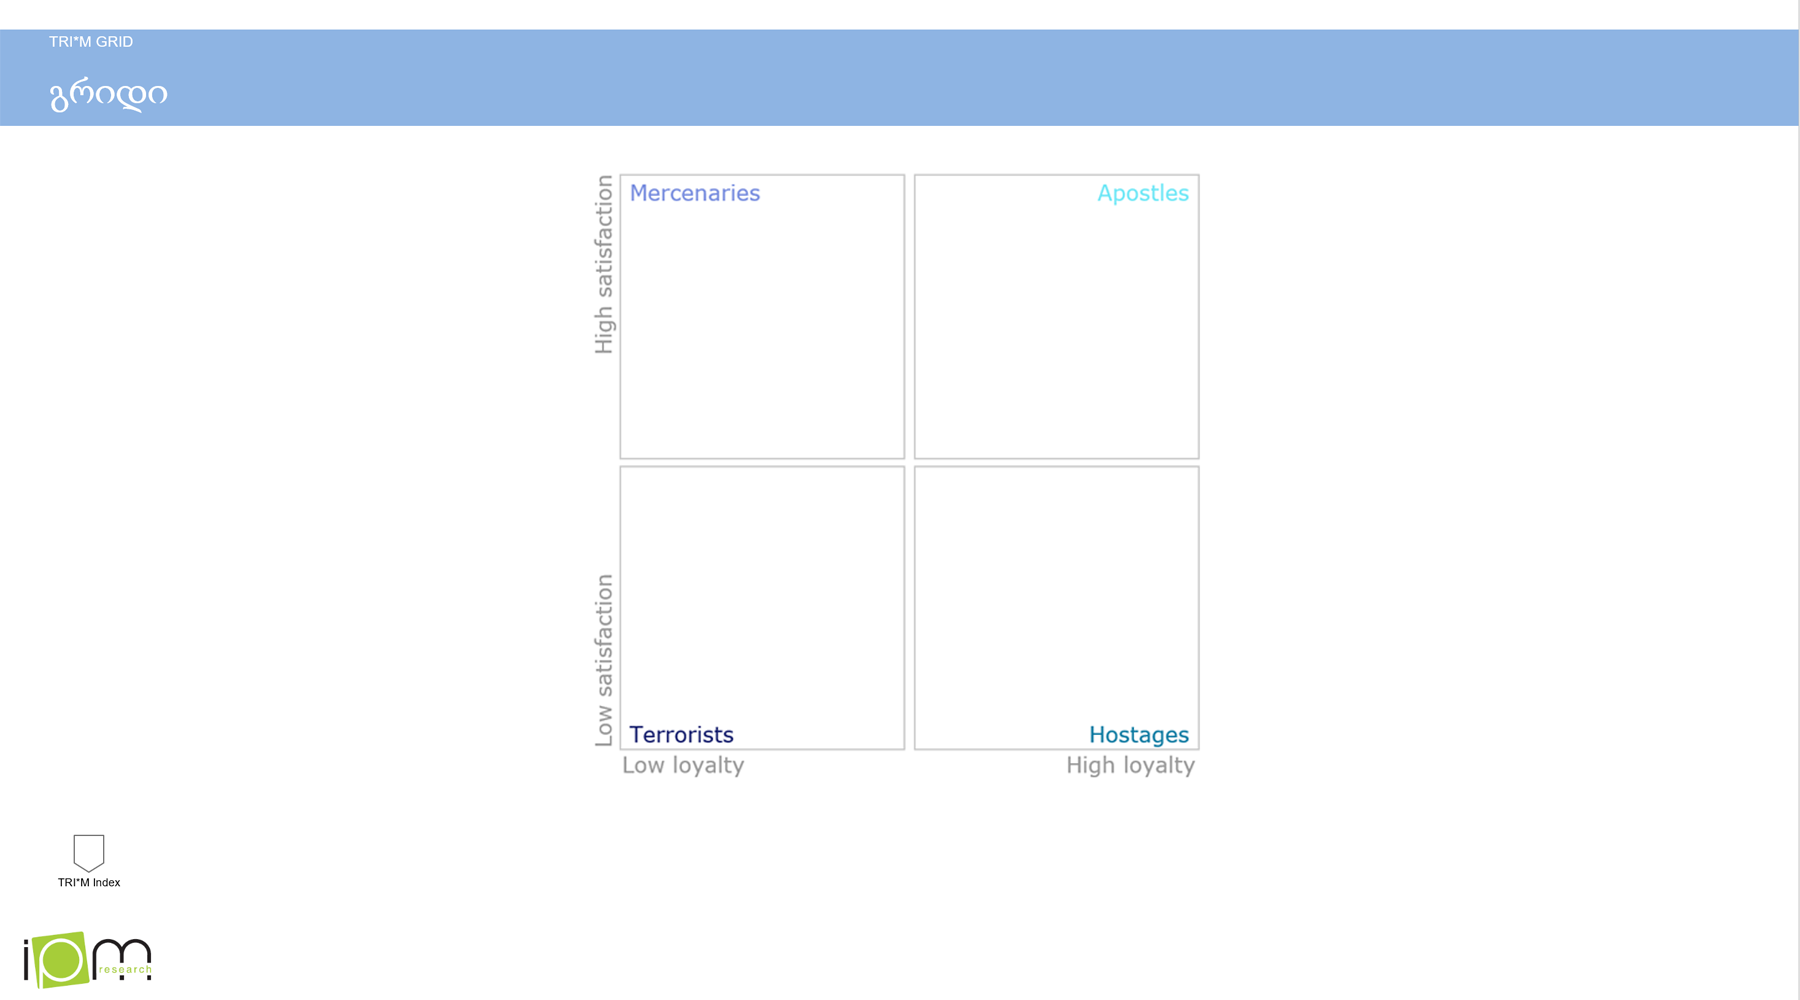 TRI*M GRID
გრიდი
High satisfaction
Mercenaries
Apostles
Low satisfaction
Terrorists
Hostages
Low loyalty
High loyalty
TRI*M Index
ipm
research